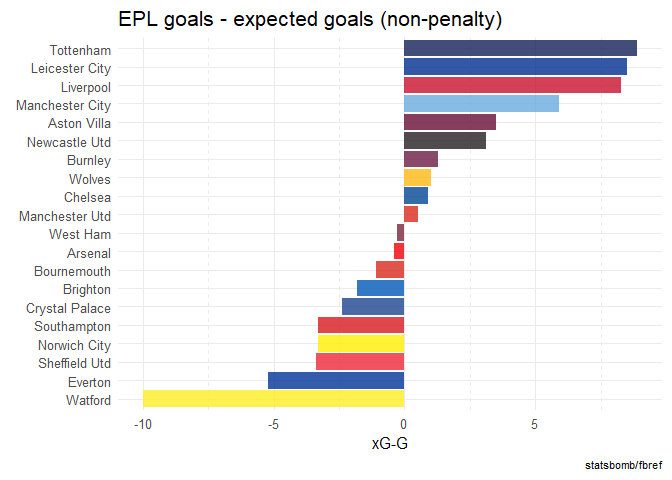 EPL goals - expected goals (non-penalty)
Tottenham
Leicester City
Liverpool
Manchester City
Aston Villa
Newcastle Utd
Burnley
Wolves
Chelsea
Manchester Utd
West Ham
Arsenal
Bournemouth
Brighton
Crystal Palace
Southampton
Norwich City
Sheffield Utd
Everton
Watford
-10 -5 0 5
xG-G
statsbomb/fbref